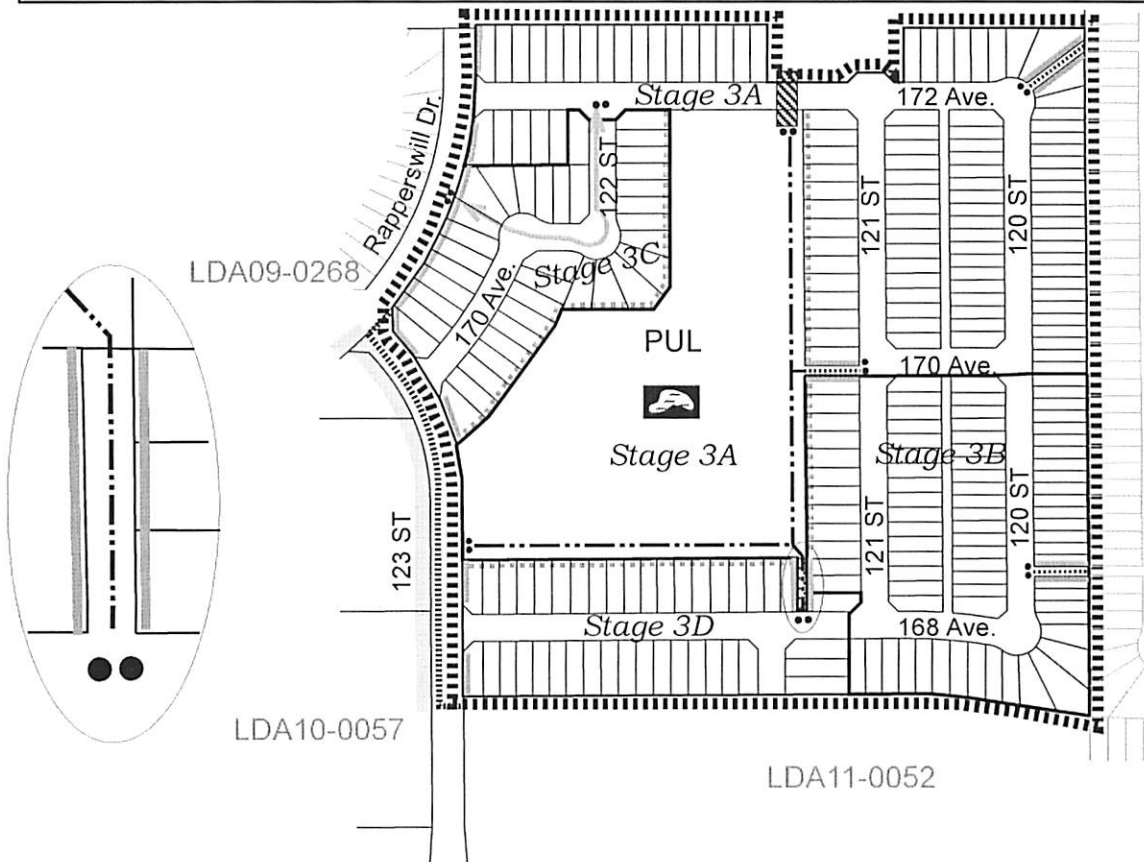 Stage 3A
172 Ave.
Rapperswill Dr.
122 ST
121 ST
120 ST
LDA09-0268
Stage 3C
170 Ave.
PUL
170 Ave.
Stage 3A
Stage 3B
123 ST
121 ST
120 ST
Stage 3D
168 Ave.
LDA10-0057
LDA11-0052